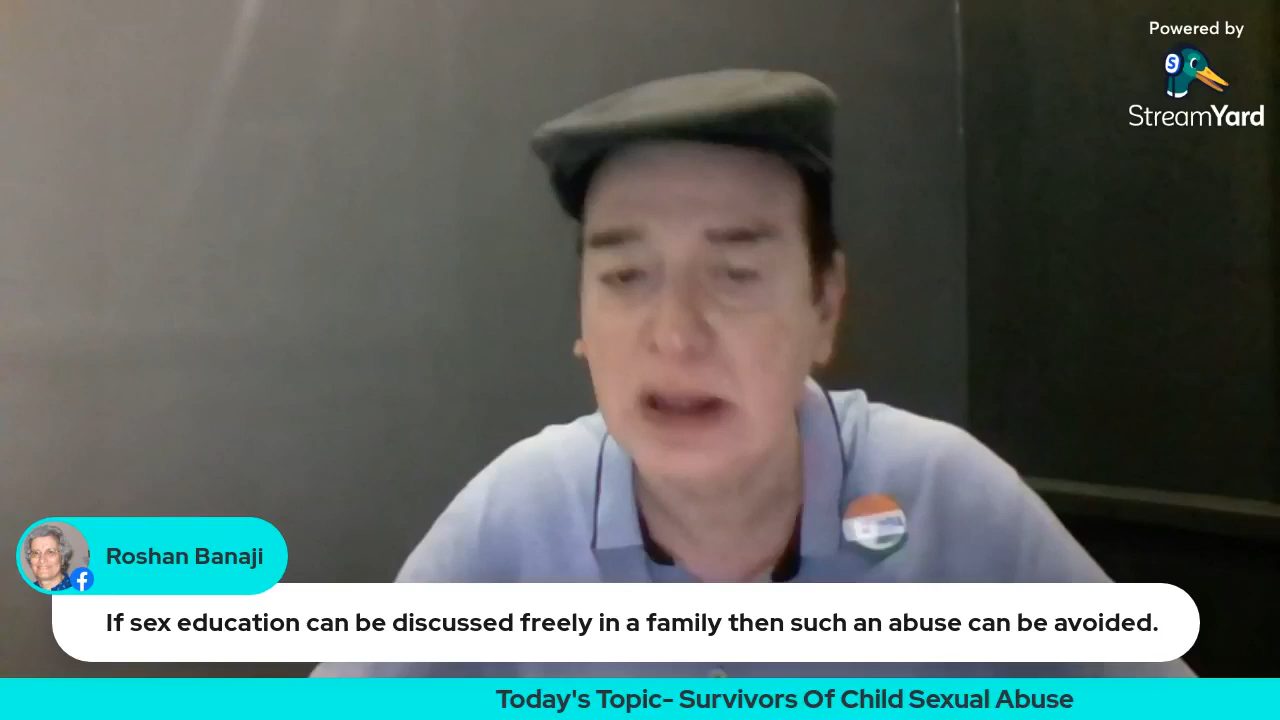 Powered by
StreamYard
Roshan Banaji
If sex education can be discussed freely in a family then such an abuse can be avoided.
Today's Topic- Survivors Of Child Sexual Abuse